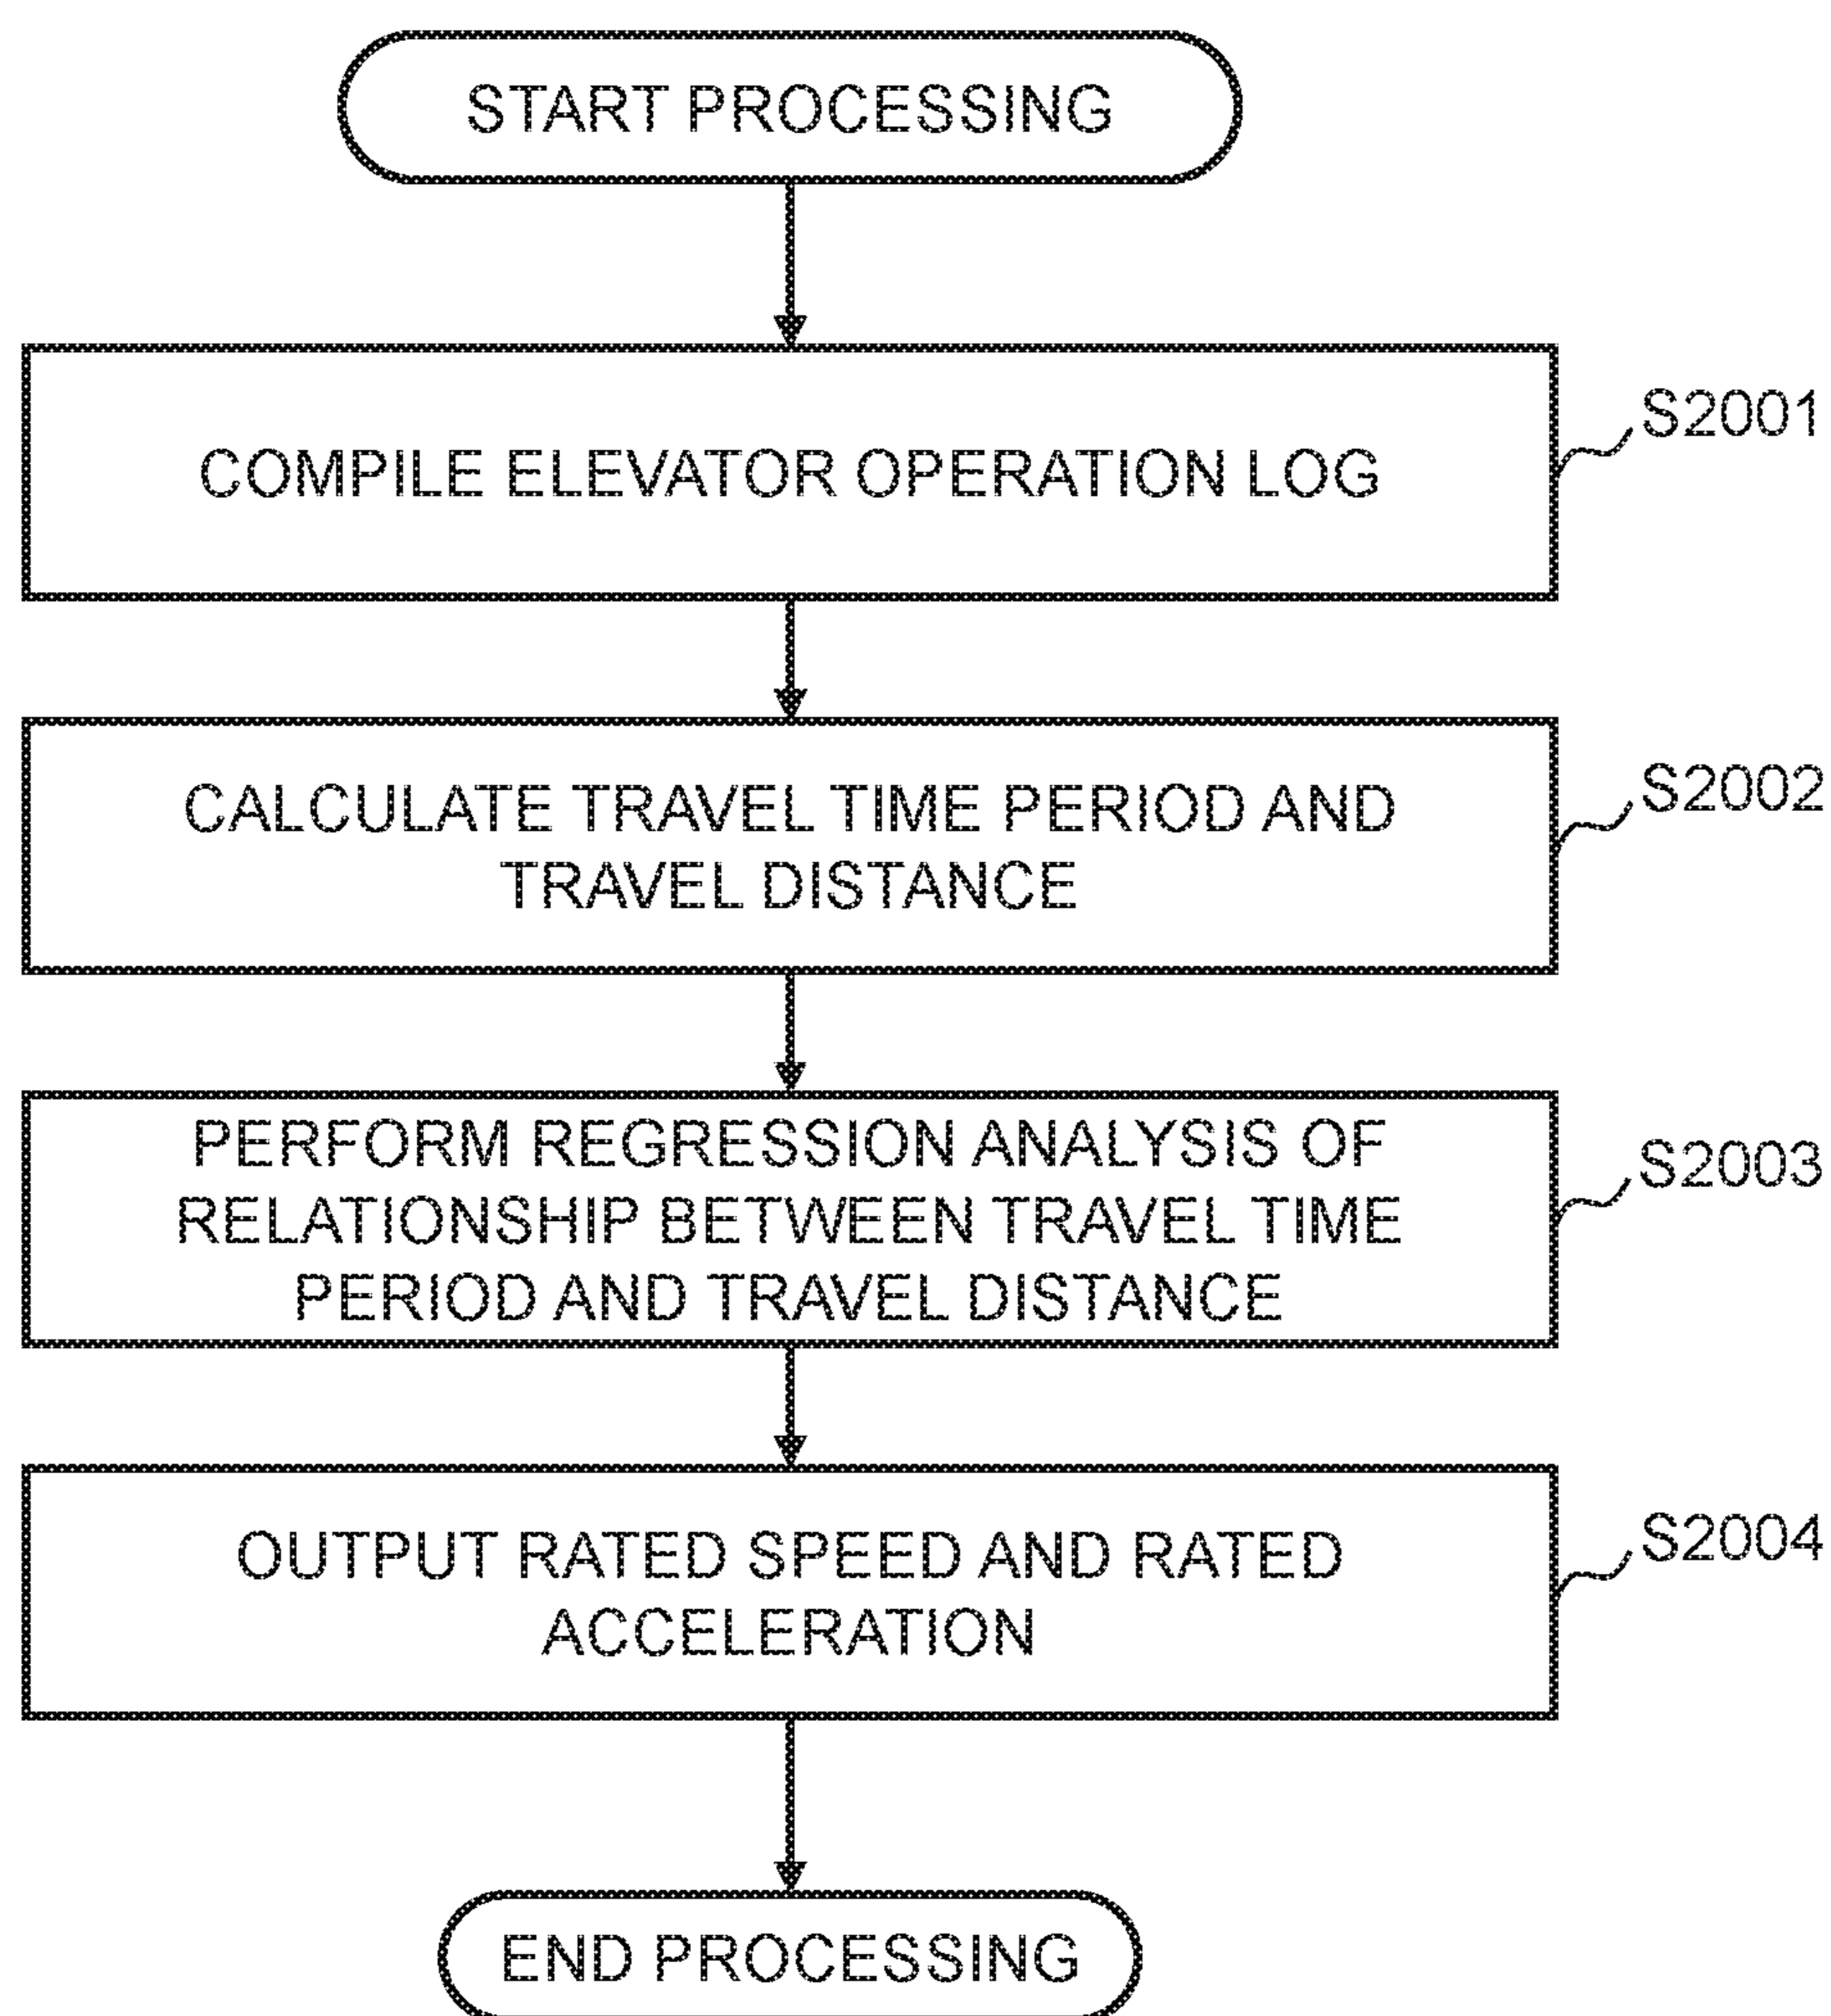 START PROCESSING
COMPILE ELEVATOR OPERATION LOG
S2001
CALCULATE TRAVEL TIME PERIOD AND
TRAVEL DISTANCE
S2002
PERFORM REGRESSION ANALYSIS OF
RELATIONSHIP BETWEEN TRAVEL TIME
PERIOD AND TRAVEL DISTANCE
S2003
OUTPUT RATED SPEED AND RATED
ACCELERATION
S2004
END PROCESSING